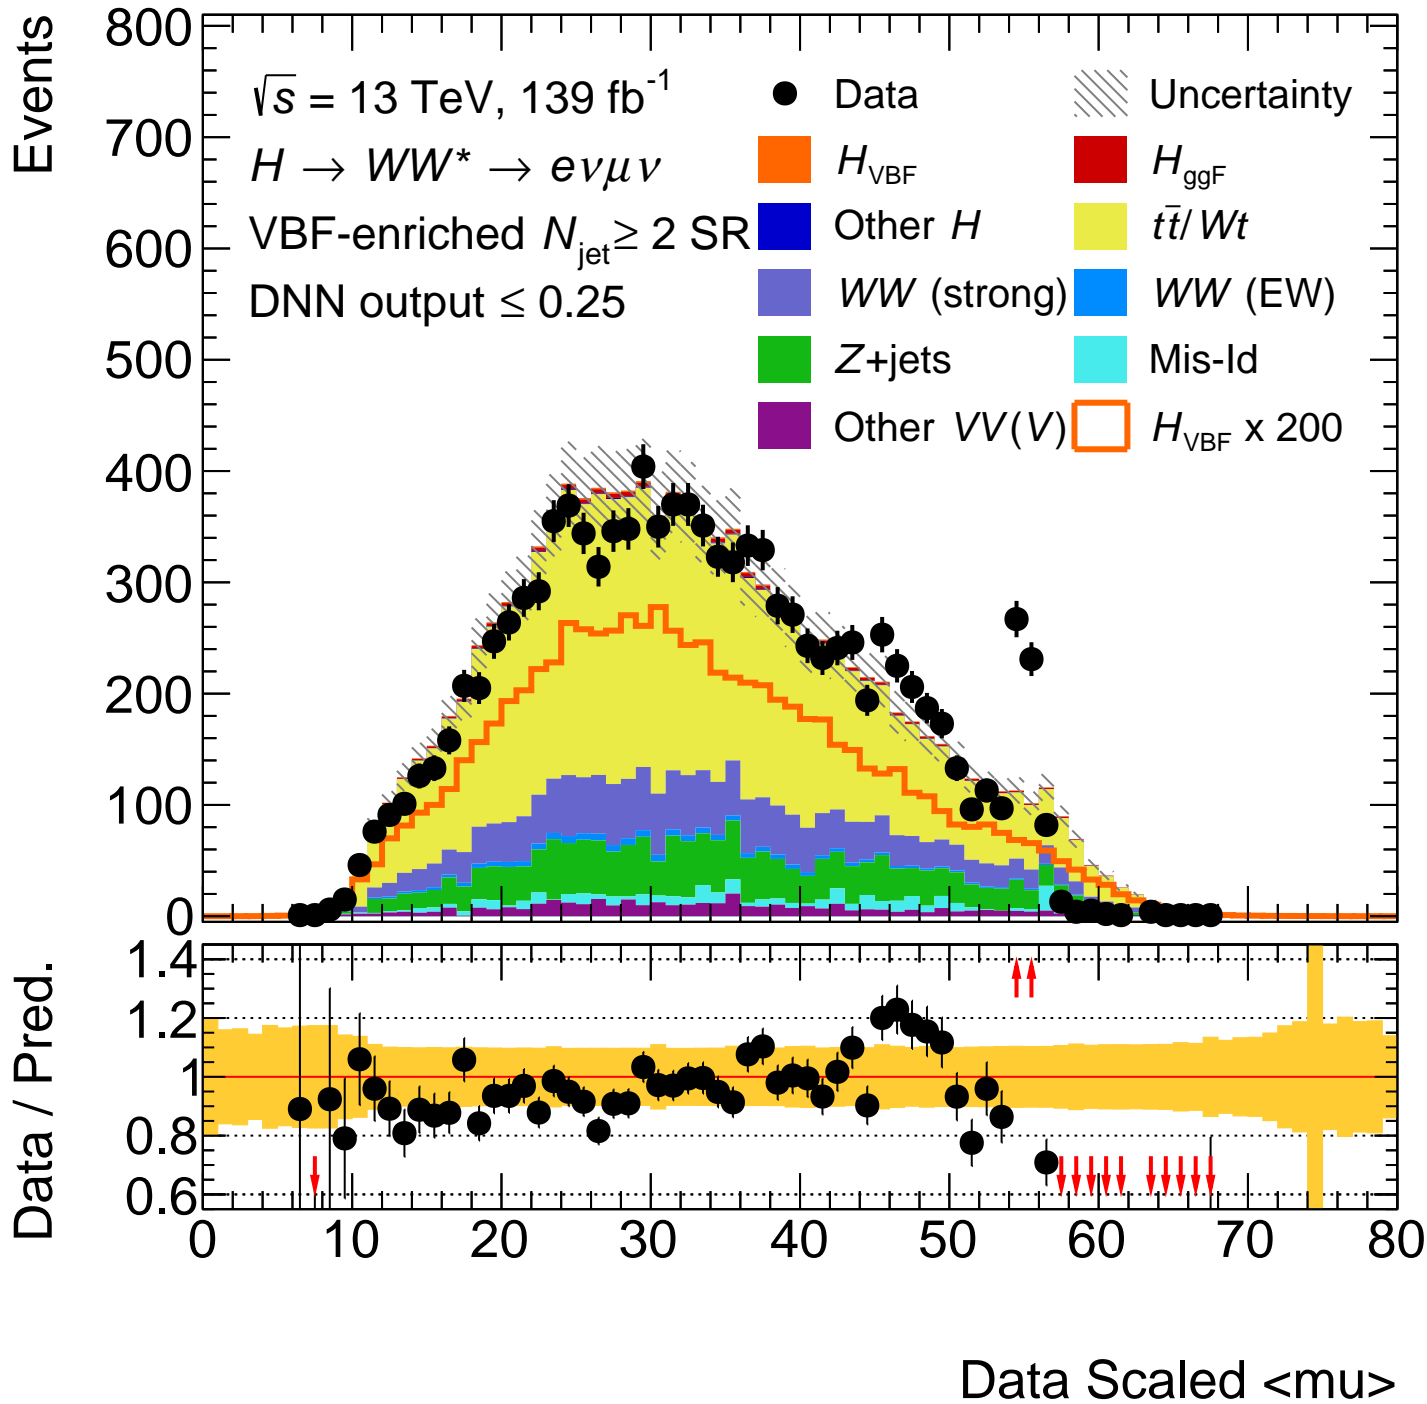 Events
800
700
600
500
400
300
200
100
0
√s = 13 TeV, 139 fb⁻¹
H → WW* → eνμν
VBF-enriched N_jet ≥ 2 SR
DNN output ≤ 0.25
Data
Uncertainty
H_VBF
H_ggF
Other H
tt̄/Wt
WW (strong)
WW (EW)
Z+jets
Mis-Id
Other VV(V)
H_VBF x 200
Data / Pred.
1.4
1.2
1
0.8
0.6
0 10 20 30 40 50 60 70 80
Data Scaled <mu>